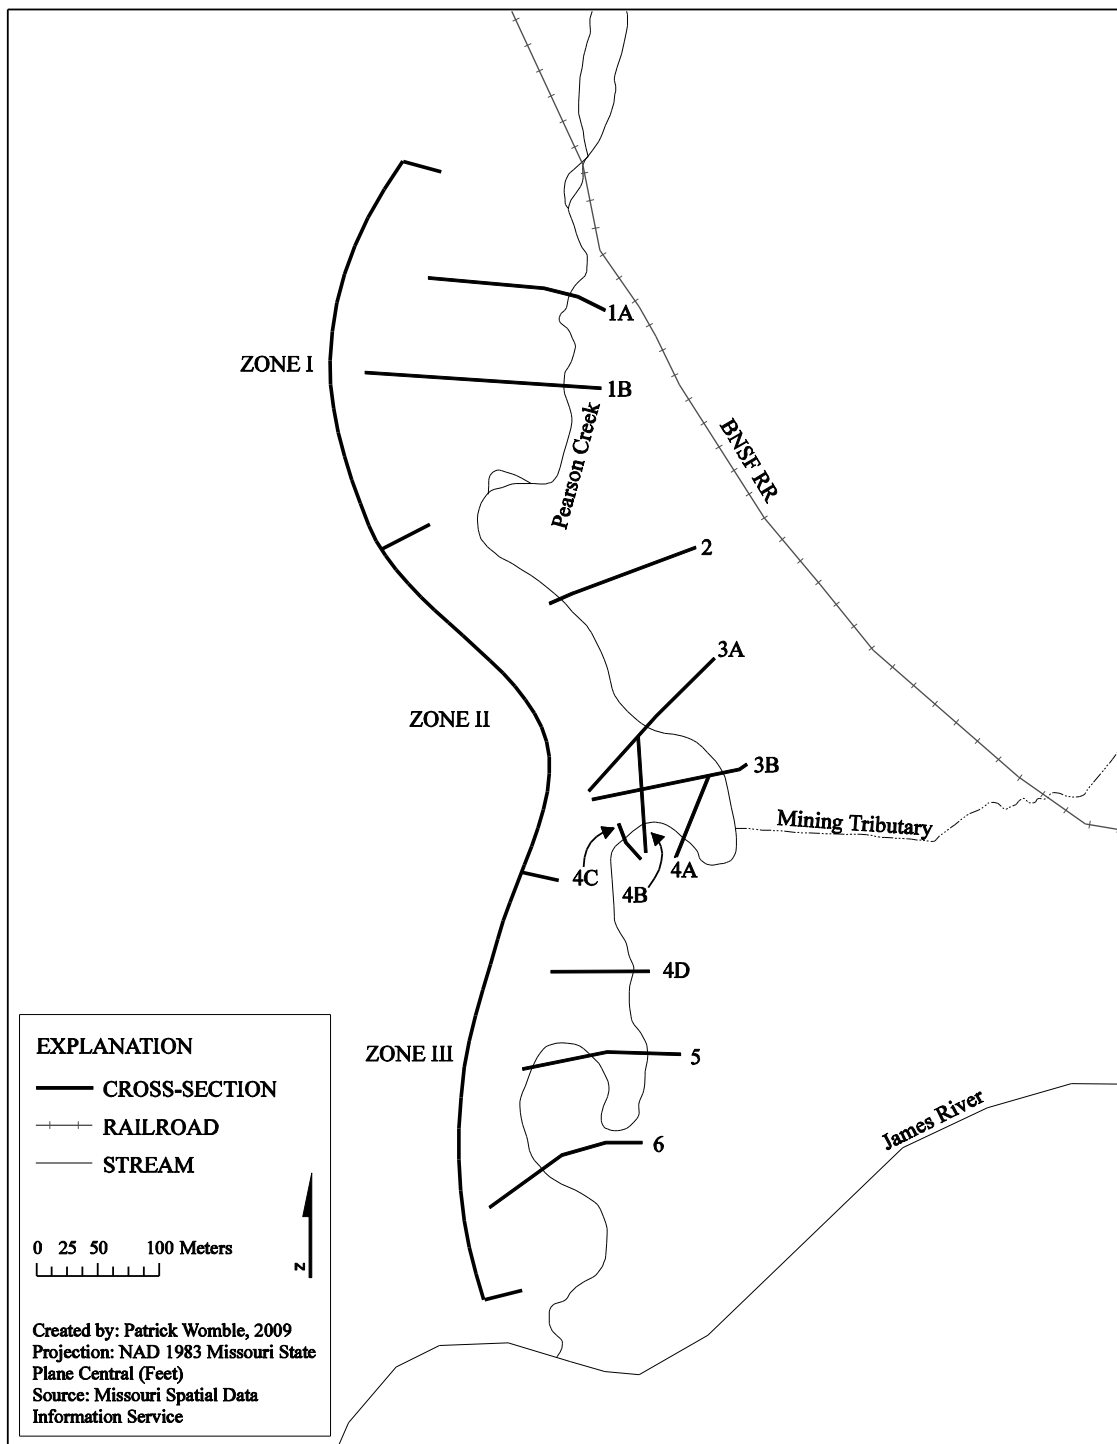 1A
ZONE I
1B
Pearson Creek
BNSF RR
2
3A
ZONE II
3B
Mining Tributary
4C
4B
4A
4D
ZONE III
5
James River
6
EXPLANATION
CROSS-SECTION
RAILROAD
STREAM
0 25 50 100 Meters
N
Created by: Patrick Womble, 2009
Projection: NAD 1983 Missouri State
Plane Central (Feet)
Source: Missouri Spatial Data
Information Service